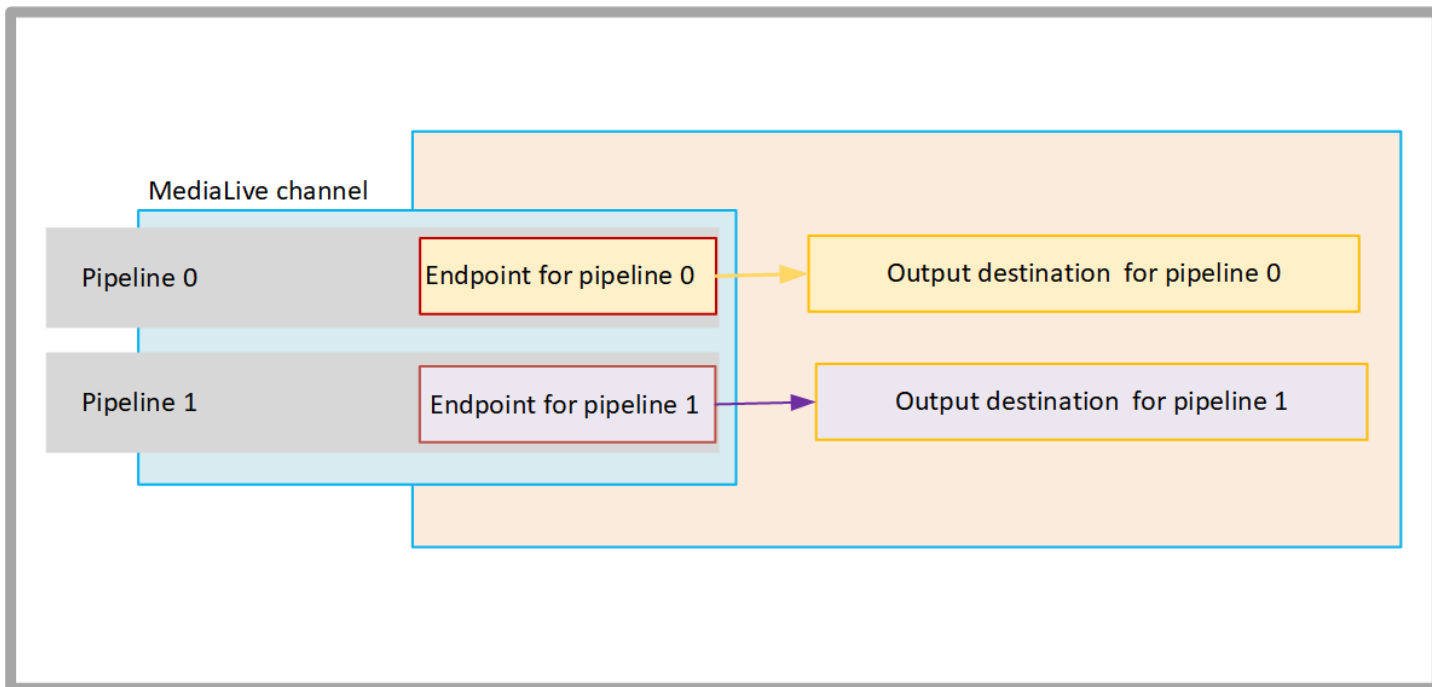 MediaLive channel
Pipeline 0
Endpoint for pipeline 0
Output destination  for pipeline 0
Pipeline 1
Endpoint for pipeline 1
Output destination  for pipeline 1